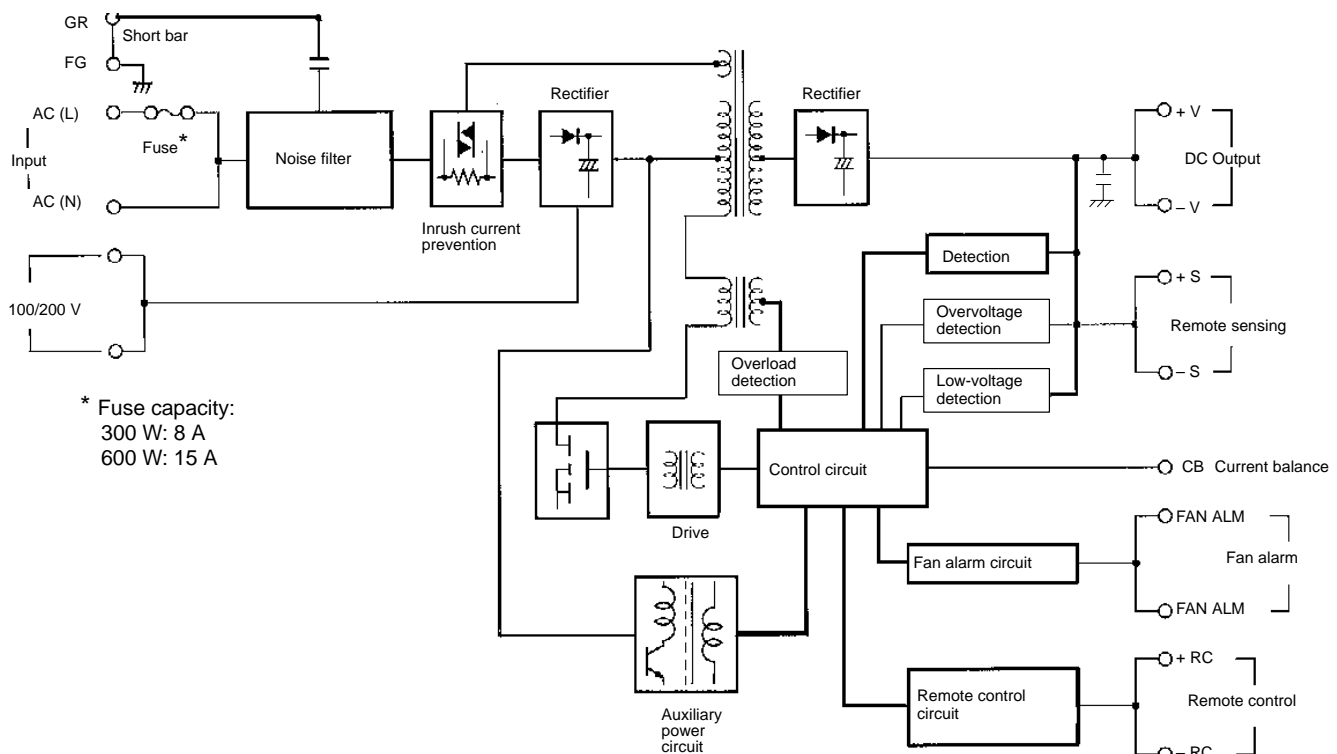 GR
Short bar
FG
AC (L)
Fuse*
Input
AC (N)
Noise filter
Inrush current
prevention
Rectifier
Rectifier
+ V
DC Output
– V
100/200 V
Detection
Overvoltage
detection
Low-voltage
detection
+ S
Remote sensing
– S
Overload
detection
* Fuse capacity:
300 W: 8 A
600 W: 15 A
Control circuit
Drive
CB Current balance
FAN ALM
Fan alarm circuit
Fan alarm
FAN ALM
Auxiliary
power
circuit
Remote control
circuit
+ RC
Remote control
– RC